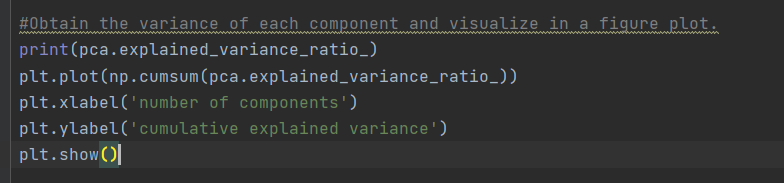 #Obtain the variance of each component and visualize in a figure plot.
print(pca.explained_variance_ratio_)
plt.plot(np.cumsum(pca.explained_variance_ratio_))
plt.xlabel('number of components')
plt.ylabel('cumulative explained variance')
plt.show()